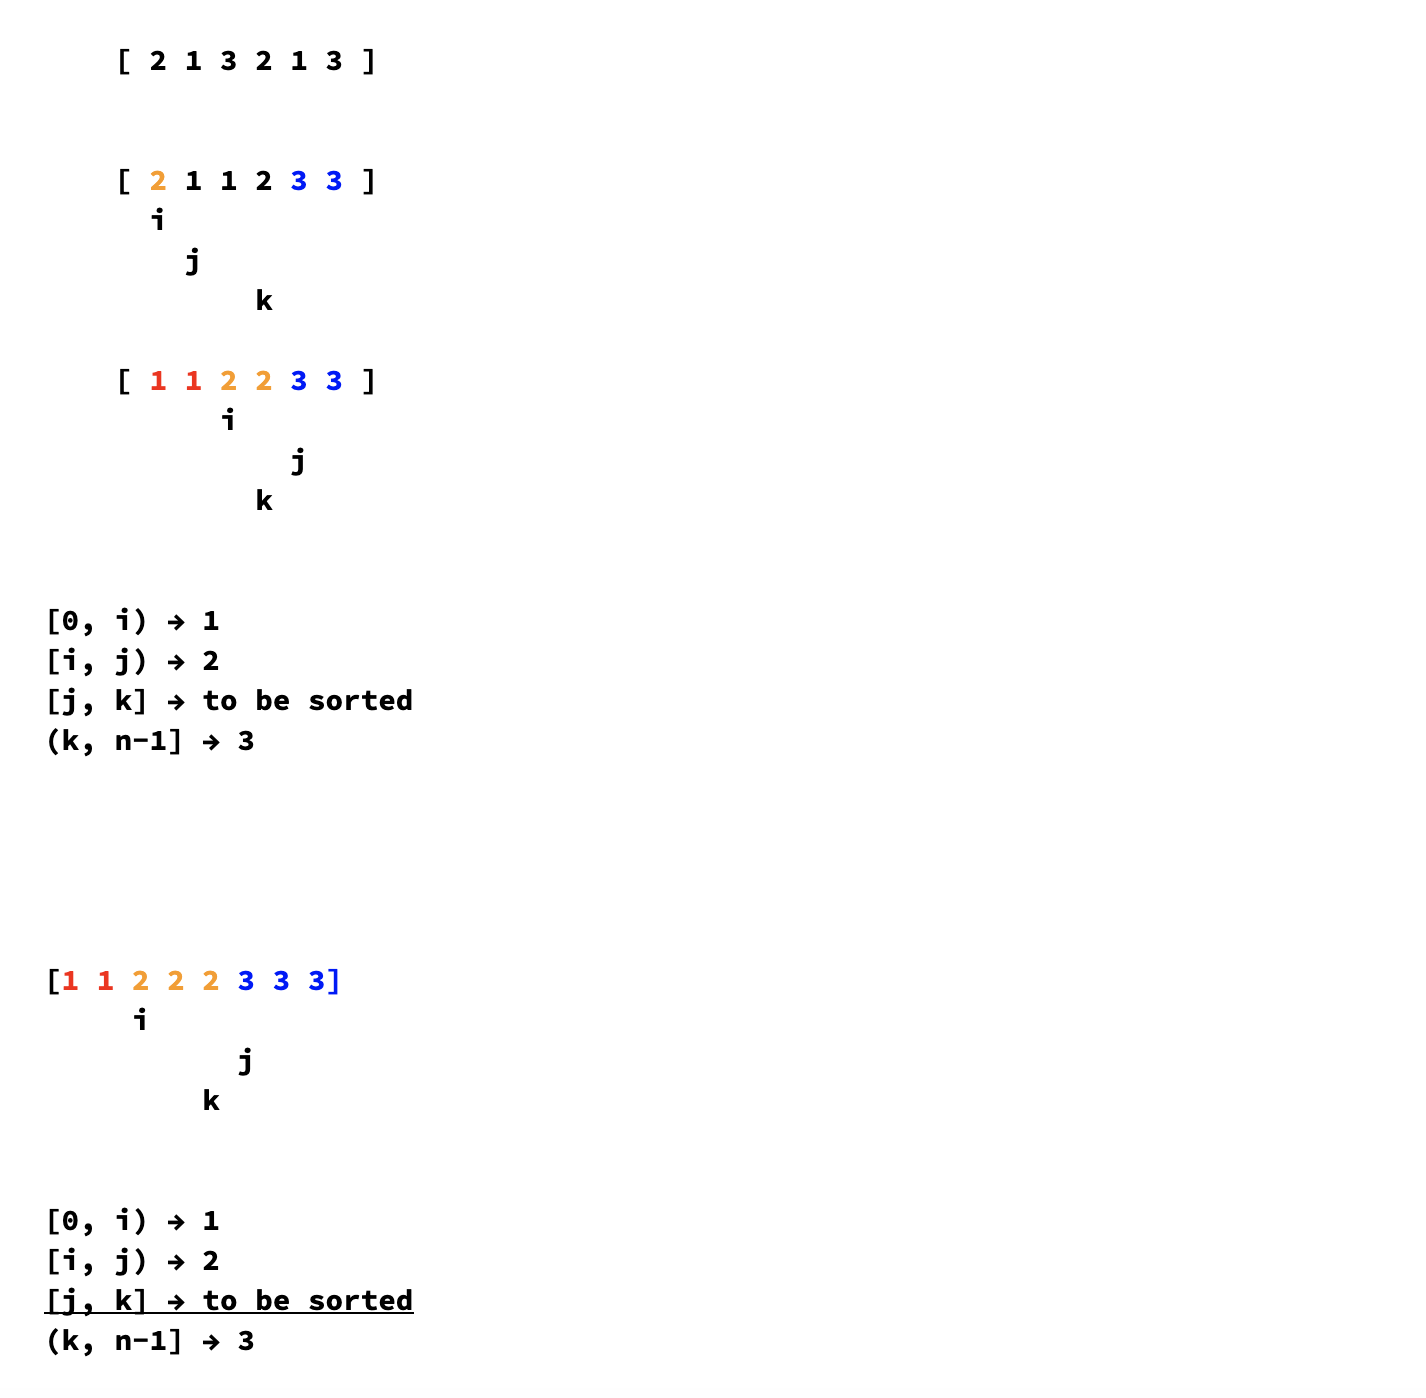 [ 2 1 3 2 1 3 ]
[ 2 1 1 2 3 3 ]
i
j
k
[ 1 1 2 2 3 3 ]
i
j
k
[0, i) → 1
[i, j) → 2
[j, k] → to be sorted
(k, n-1] → 3
[1 1 2 2 2 3 3 3]
i
j
k
[0, i) → 1
[i, j) → 2
[j, k] → to be sorted
(k, n-1] → 3